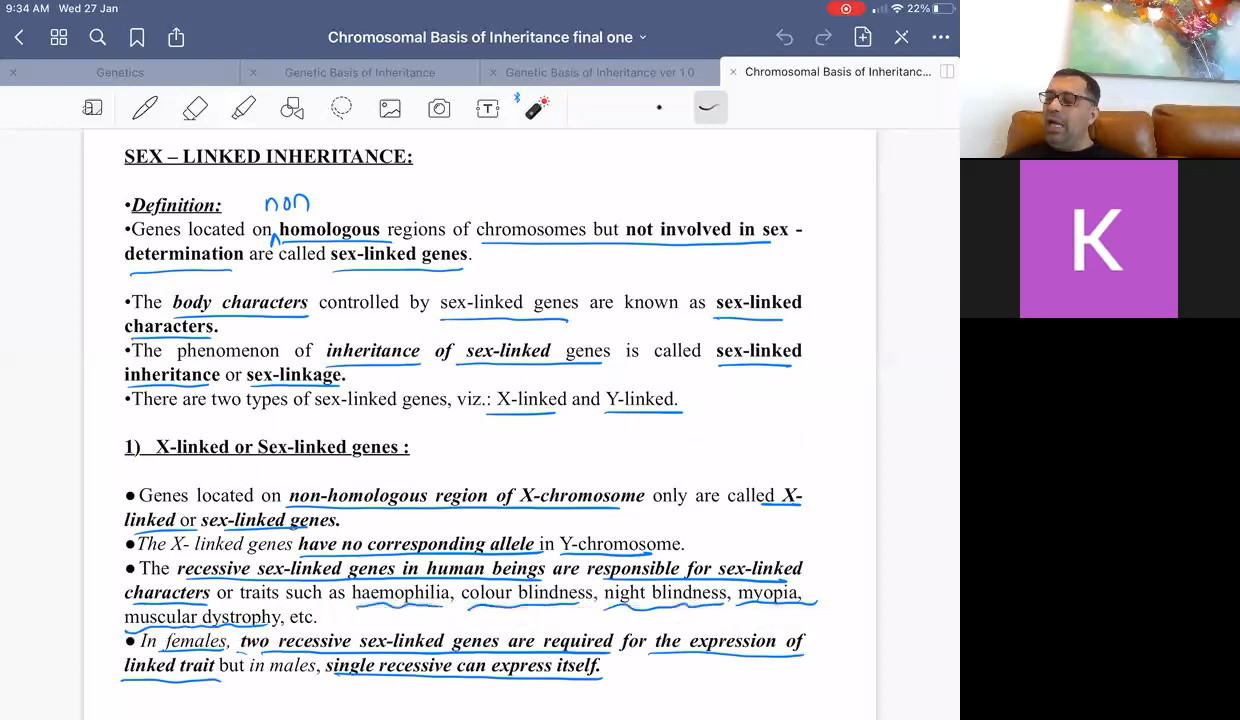 9:34 AM Wed 27 Jan
22%
Chromosomal Basis of Inheritance final one
Genetics
Genetic Basis of Inheritance
Genetic Basis of Inheritance ver 1.0
Chromosomal Basis of Inheritanc...
SEX – LINKED INHERITANCE:
•Definition:
non
•Genes located on homologous regions of chromosomes but not involved in sex -
determination are called sex-linked genes.
•The body characters controlled by sex-linked genes are known as sex-linked
characters.
•The phenomenon of inheritance of sex-linked genes is called sex-linked
inheritance or sex-linkage.
•There are two types of sex-linked genes, viz.: X-linked and Y-linked.
1) X-linked or Sex-linked genes :
●Genes located on non-homologous region of X-chromosome only are called X-
linked or sex-linked genes.
●The X- linked genes have no corresponding allele in Y-chromosome.
● The recessive sex-linked genes in human beings are responsible for sex-linked
characters or traits such as haemophilia, colour blindness, night blindness, myopia,
muscular dystrophy, etc.
● In females, two recessive sex-linked genes are required for the expression of
linked trait but in males, single recessive can express itself.
K